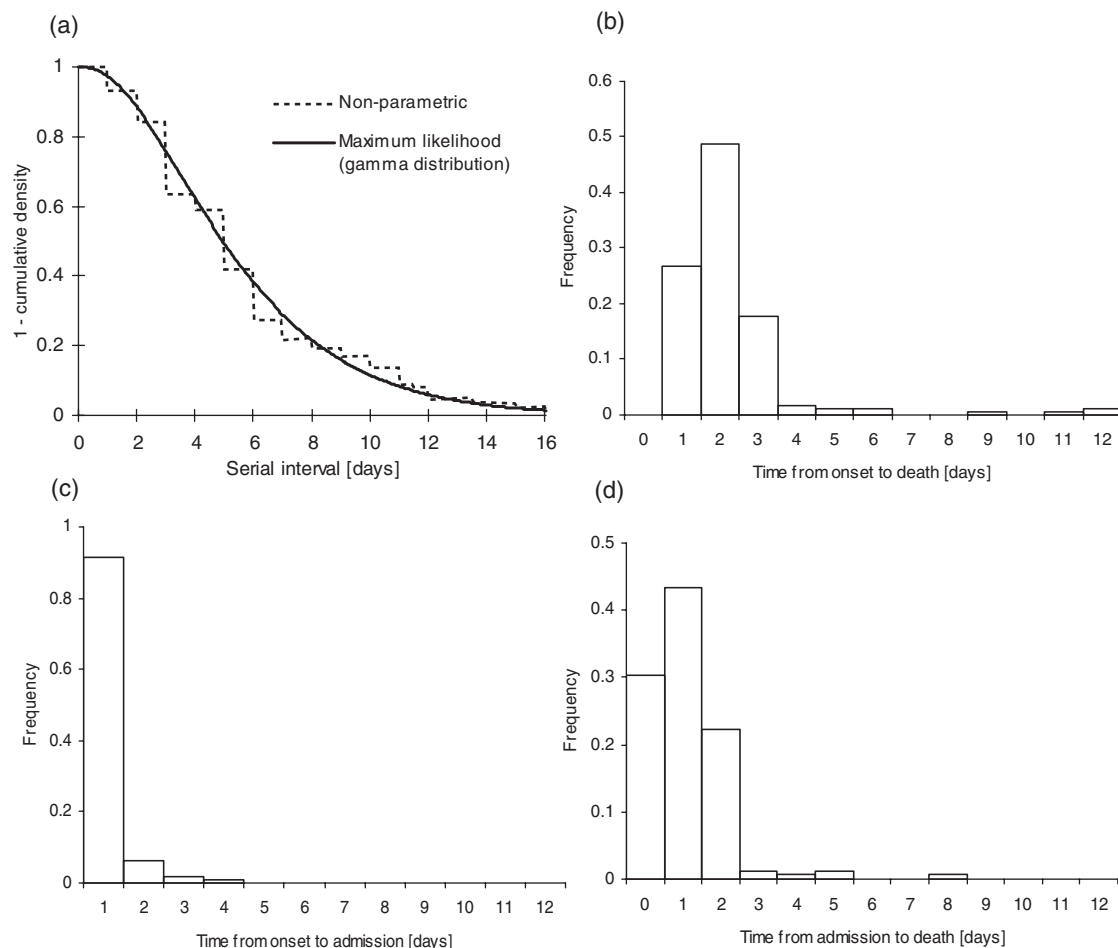 (a)
1
0.8
0.6
0.4
0.2
0
1 - cumulative density
0 2 4 6 8 10 12 14 16
Serial interval [days]
Non-parametric
Maximum likelihood
(gamma distribution)
(b)
0.6
0.5
0.4
0.3
0.2
0.1
0
Frequency
0 1 2 3 4 5 6 7 8 9 10 11 12
Time from onset to death [days]
(c)
1
0.8
0.6
0.4
0.2
0
Frequency
1 2 3 4 5 6 7 8 9 10 11 12
Time from onset to admission [days]
(d)
0.5
0.4
0.3
0.2
0.1
0
Frequency
0 1 2 3 4 5 6 7 8 9 10 11 12
Time from admission to death [days]